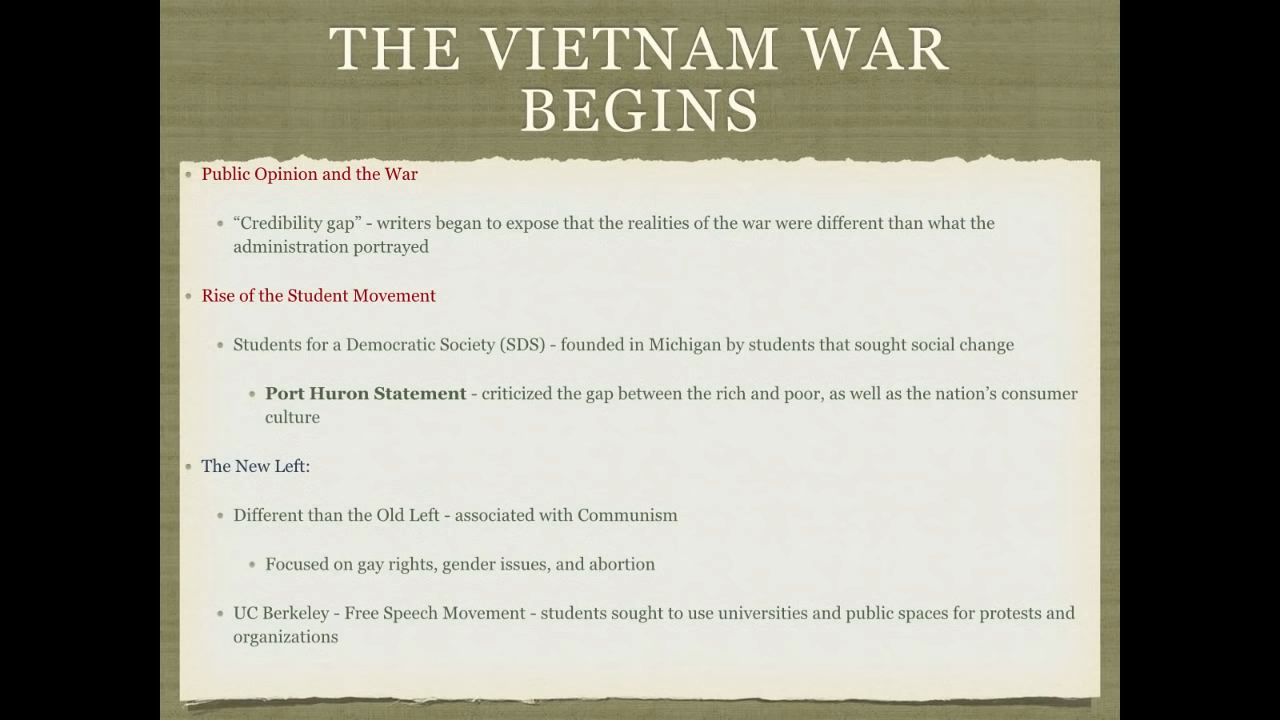 THE VIETNAM WAR
BEGINS
• Public Opinion and the War
• “Credibility gap” - writers began to expose that the realities of the war were different than what the
administration portrayed
• Rise of the Student Movement
• Students for a Democratic Society (SDS) - founded in Michigan by students that sought social change
• Port Huron Statement - criticized the gap between the rich and poor, as well as the nation’s consumer
culture
• The New Left:
• Different than the Old Left - associated with Communism
• Focused on gay rights, gender issues, and abortion
• UC Berkeley - Free Speech Movement - students sought to use universities and public spaces for protests and
organizations